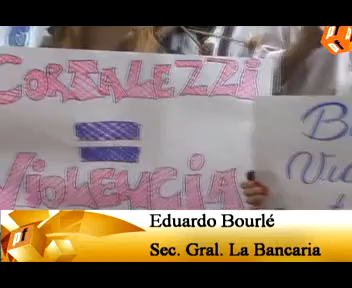 CORTALEZZI
=
VIOLENCIA
Eduardo Bourlé
Sec. Gral. La Bancaria